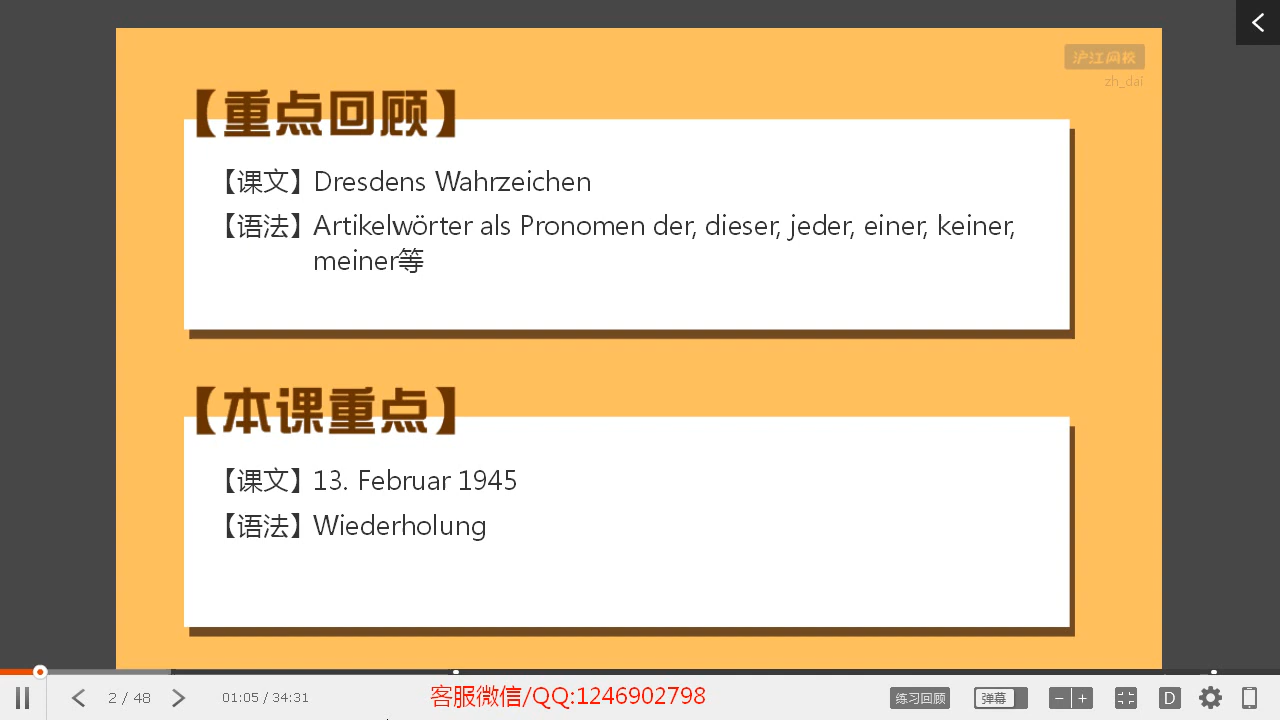 沪江网校
zh_dai
【重点回顾】
【课文】Dresdens Wahrzeichen
【语法】Artikelwörter als Pronomen der, dieser, jeder, einer, keiner,
meiner等
【本课重点】
【课文】13. Februar 1945
【语法】Wiederholung
2 / 48
01:05 / 34:31
客服微信/QQ:1246902798
练习回顾
弹幕
D